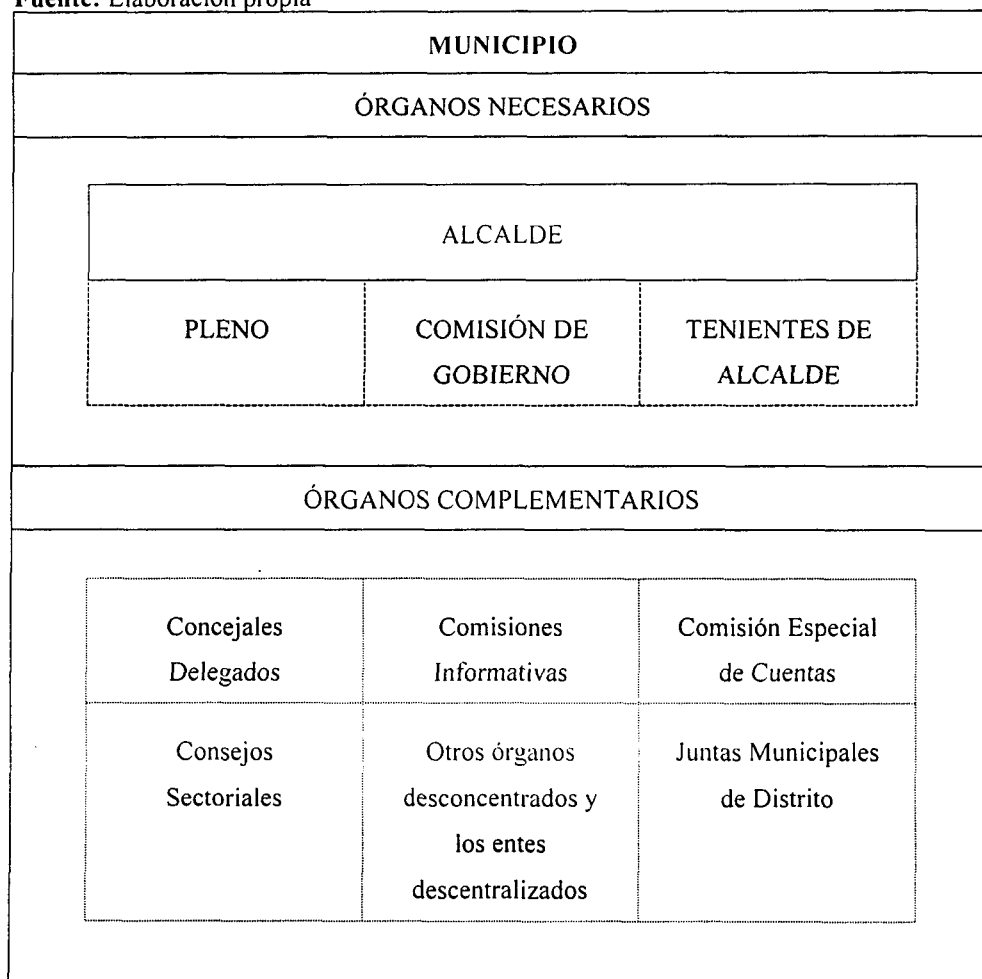 Fuente: Elaboración propia
MUNICIPIO
ÓRGANOS NECESARIOS
ALCALDE
PLENO
COMISIÓN DE
GOBIERNO
TENIENTES DE
ALCALDE
ÓRGANOS COMPLEMENTARIOS
Concejales
Delegados
Comisiones
Informativas
Comisión Especial
de Cuentas
Consejos
Sectoriales
Otros órganos
desconcentrados y
los entes
descentralizados
Juntas Municipales
de Distrito